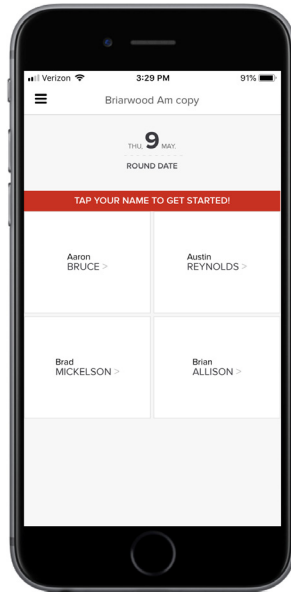 Verizon 3:29 PM 91%
Briarwood Am copy
THU. 9 MAY.
ROUND DATE
TAP YOUR NAME TO GET STARTED!
Aaron
BRUCE >
Austin
REYNOLDS >
Brad
MICKELSON >
Brian
ALLISON >